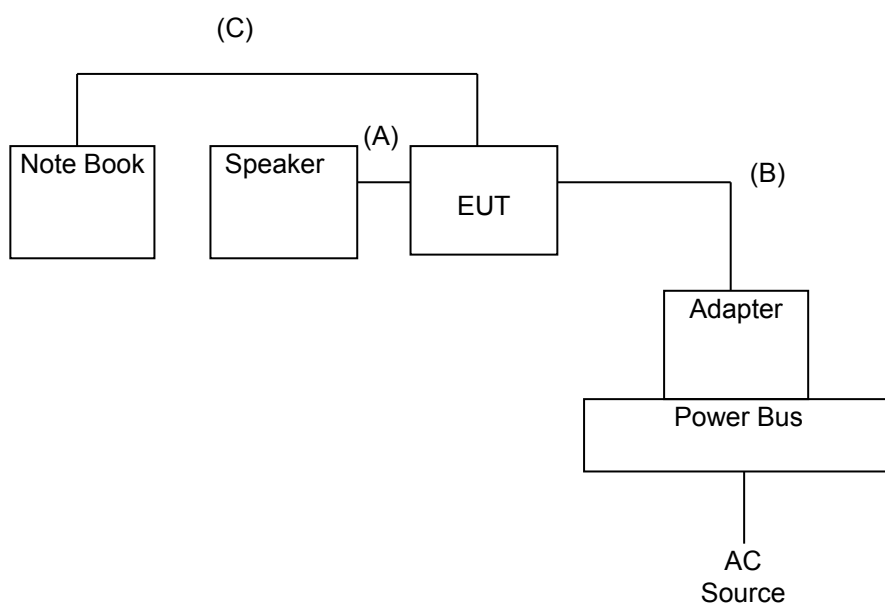 (C)
(A)
Note Book
Speaker
(B)
EUT
Adapter
Power Bus
AC
Source